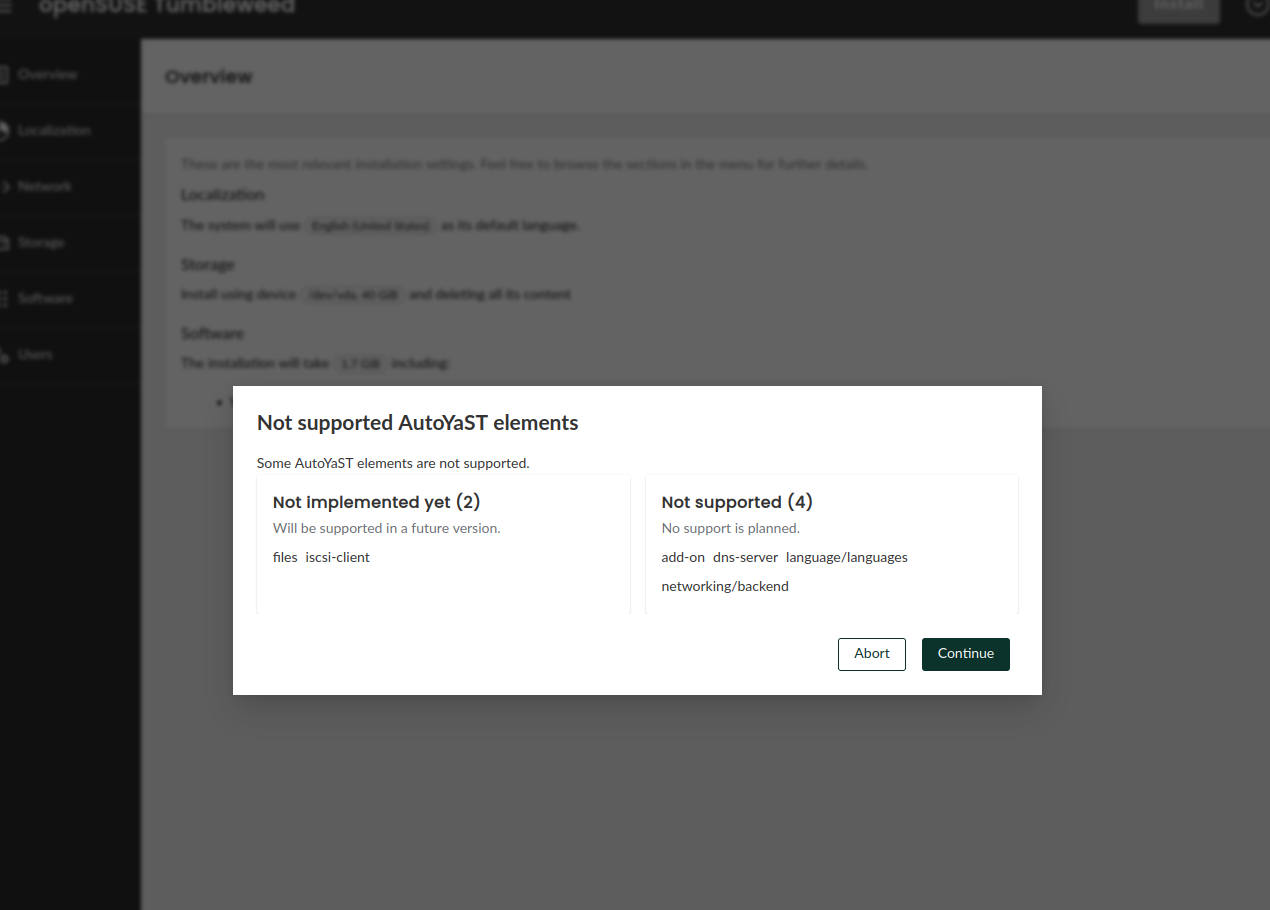 openSUSE Tumbleweed
Install
Overview
Localization
Network
Storage
Software
Users
Overview
These are the most relevant installation settings. Feel free to browse the sections in the menu for further details.
Localization
The system will use English (United States) as its default language.
Storage
Install using device /dev/vda, 40 GiB and deleting all its content
Software
The installation will take 1.7 GiB including:
Not supported AutoYaST elements
Some AutoYaST elements are not supported.
Not implemented yet (2)
Will be supported in a future version.
files iscsi-client
Not supported (4)
No support is planned.
add-on dns-server language/languages
networking/backend
Abort Continue